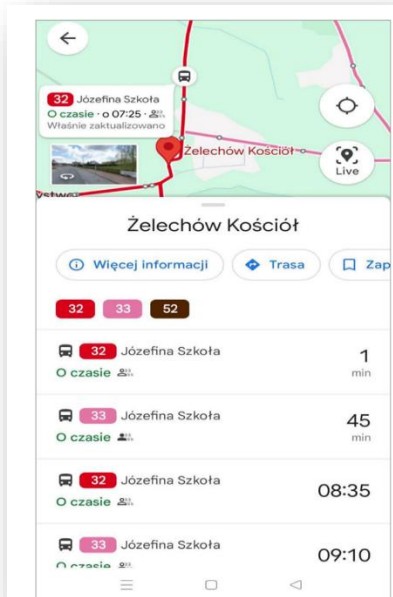 32 Józefina Szkoła
O czasie · o 07:25 ·
Właśnie zaktualizowano
Żelechów Kościół
Live
Żelechów Kościół
Więcej informacji
Trasa
Zap
32 33 52
32 Józefina Szkoła
1
O czasie
min
33 Józefina Szkoła
45
O czasie
min
32 Józefina Szkoła
08:35
O czasie
33 Józefina Szkoła
09:10
O czasie